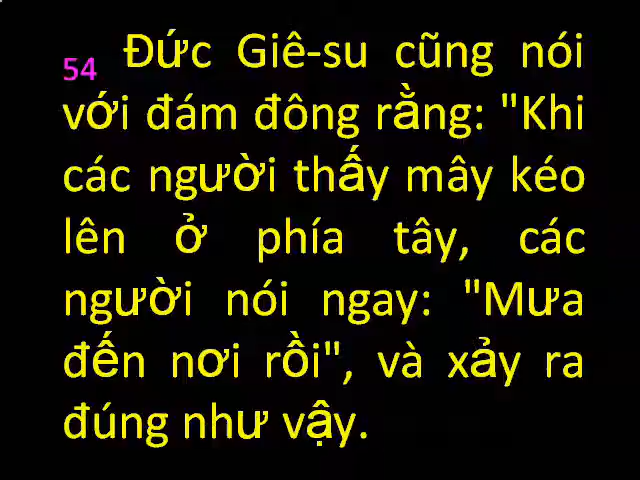 54 Đức Giê-su cũng nói
với đám đông rằng: "Khi
các người thấy mây kéo
lên ở phía tây, các
người nói ngay: "Mưa
đến nơi rồi", và xảy ra
đúng như vậy.